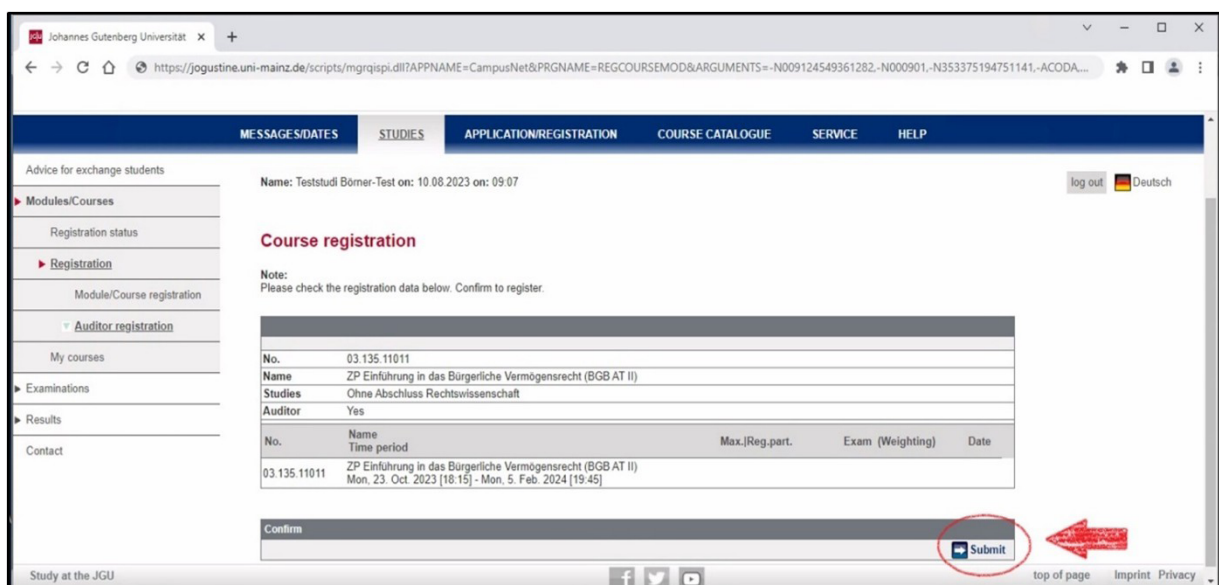 jGU Johannes Gutenberg Universität
https://jogustine.uni-mainz.de/scripts/mgrqispi.dll?APPNAME=CampusNet&PRGNAME=REGCOURSEMOD&ARGUMENTS=-N009124549361282,-N000901,-N353375194751141,-ACODA,...
MESSAGES/DATES STUDIES APPLICATION/REGISTRATION COURSE CATALOGUE SERVICE HELP
Advice for exchange students
Modules/Courses
Registration status
Registration
Module/Course registration
Auditor registration
My courses
Examinations
Results
Contact
Name: Teststudi Börner-Test on: 10.08.2023 on: 09:07
log out Deutsch
Course registration
Note:
Please check the registration data below. Confirm to register.
No. 03.135.11011
Name ZP Einführung in das Bürgerliche Vermögensrecht (BGB AT II)
Studies Ohne Abschluss Rechtswissenschaft
Auditor Yes
No. Name Max.|Reg.part. Exam (Weighting) Date
Time period
03.135.11011 ZP Einführung in das Bürgerliche Vermögensrecht (BGB AT II)
Mon, 23. Oct. 2023 [18:15] - Mon, 5. Feb. 2024 [19:45]
Confirm
Submit
Study at the JGU top of page Imprint Privacy